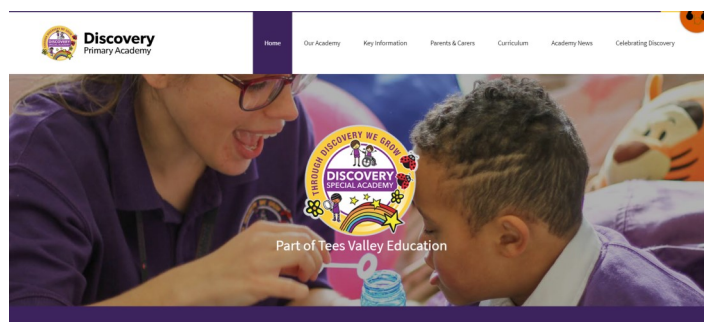 Discovery
Primary Academy
Home Our Academy Key Information Parents & Carers Curriculum Academy News Celebrating Discovery
THROUGH DISCOVERY WE GROW
DISCOVERY
SPECIAL ACADEMY
Part of Tees Valley Education